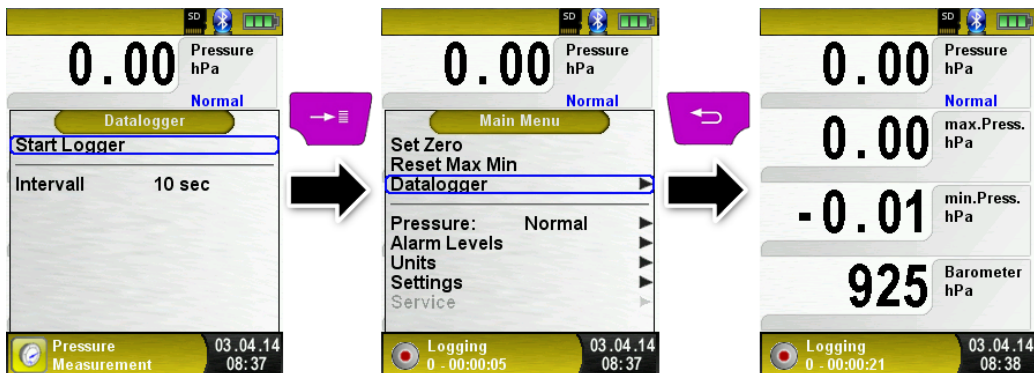 SD
0.00 Pressure
hPa
Normal
Datalogger
Start Logger
Intervall 10 sec
Pressure
Measurement
03.04.14
08:37
SD
0.00 Pressure
hPa
Normal
Main Menu
Set Zero
Reset Max Min
Datalogger
Pressure: Normal
Alarm Levels
Units
Settings
Service
Logging
0 - 00:00:05
03.04.14
08:37
SD
0.00 Pressure
hPa
Normal
0.00 max.Press.
hPa
-0.01 min.Press.
hPa
925 Barometer
hPa
Logging
0 - 00:00:21
03.04.14
08:38